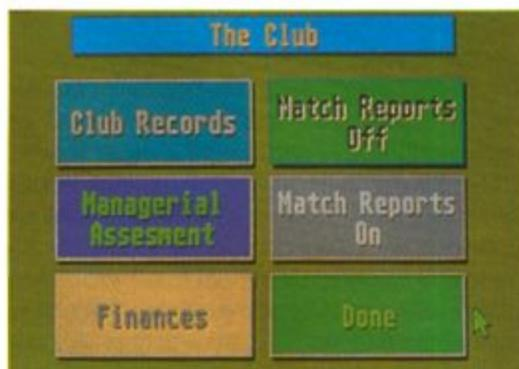 The Club
Club Records
Match Reports
Off
Managerial
Assesment
Match Reports
On
Finances
Done